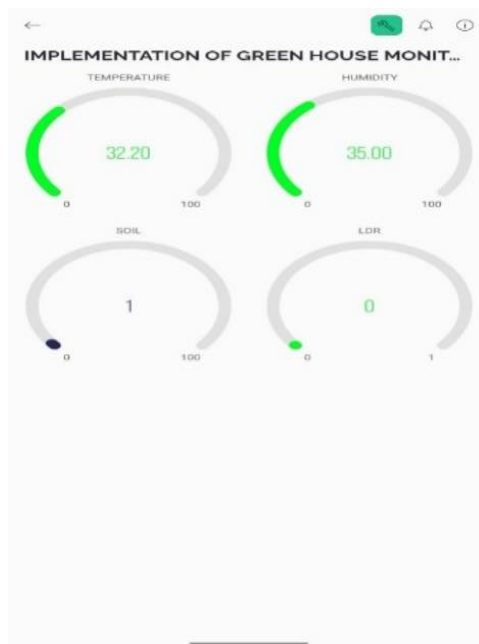 IMPLEMENTATION OF GREEN HOUSE MONIT...
TEMPERATURE
32.20
0 100
HUMIDITY
35.00
0 100
SOIL
1
0 100
LDR
0
0 1